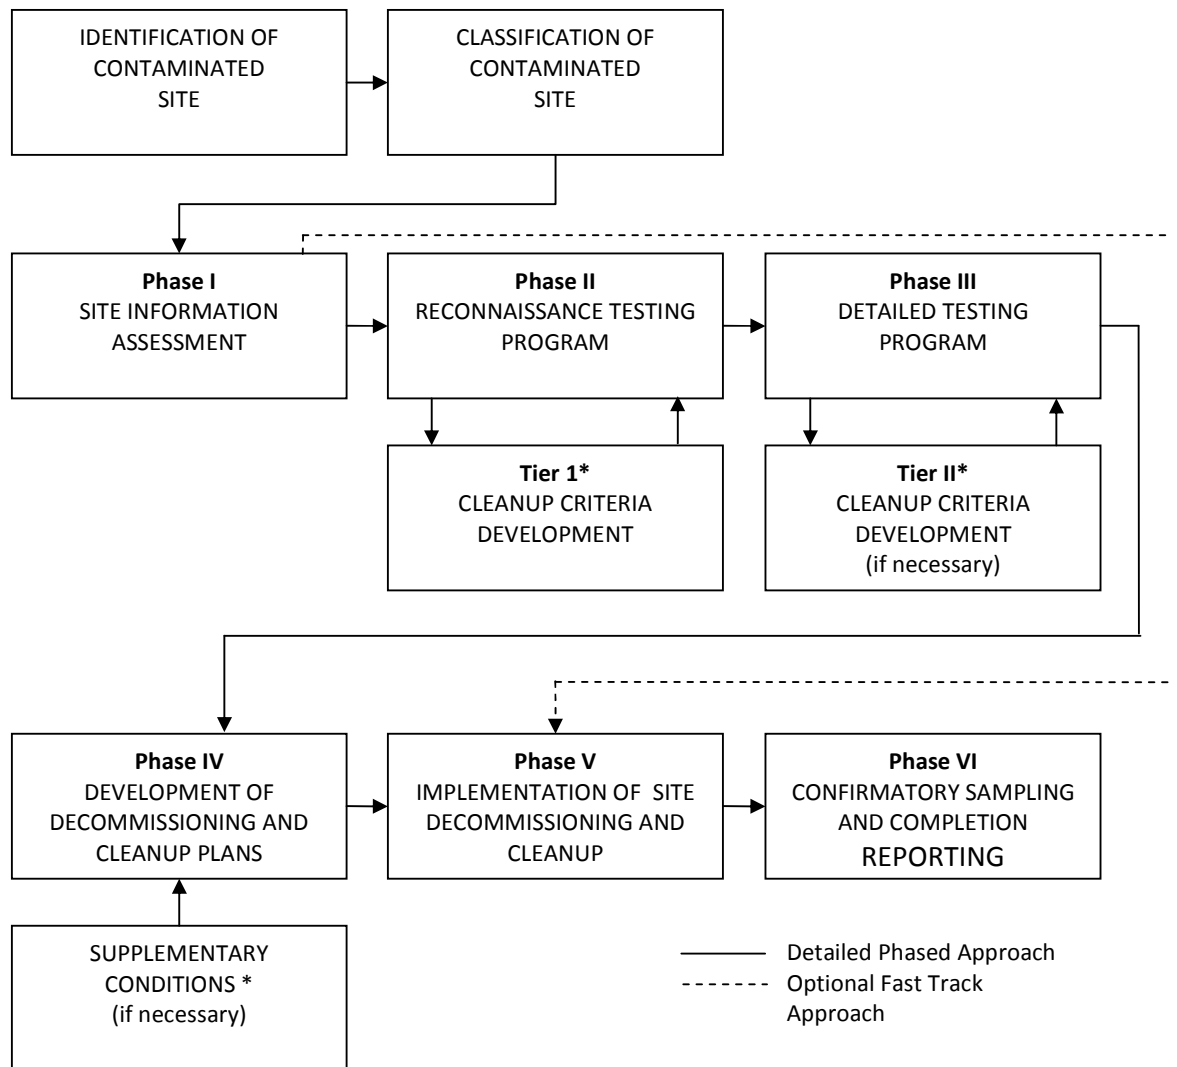 IDENTIFICATION OF
CONTAMINATED
SITE
CLASSIFICATION OF
CONTAMINATED
SITE
Phase I
SITE INFORMATION
ASSESSMENT
Phase II
RECONNAISSANCE TESTING
PROGRAM
Phase III
DETAILED TESTING
PROGRAM
Tier 1*
CLEANUP CRITERIA
DEVELOPMENT
Tier II*
CLEANUP CRITERIA
DEVELOPMENT
(if necessary)
Phase IV
DEVELOPMENT OF
DECOMMISSIONING AND
CLEANUP PLANS
Phase V
IMPLEMENTATION OF SITE
DECOMMISSIONING AND
CLEANUP
Phase VI
CONFIRMATORY SAMPLING
AND COMPLETION
REPORTING
SUPPLEMENTARY
CONDITIONS *
(if necessary)
Detailed Phased Approach
Optional Fast Track
Approach